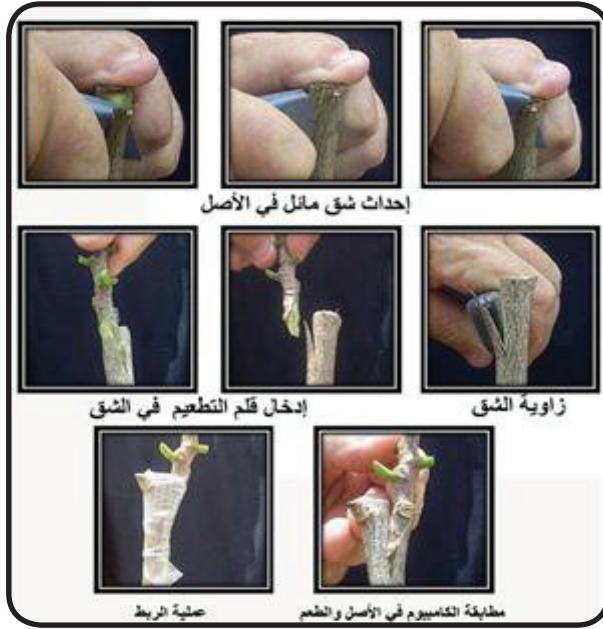 إحداث شق مائل في الأصل
زاوية الشق
إدخال قلم التطعيم في الشق
مطابقة الكامبيوم في الأصل والطعم
عملية الربط